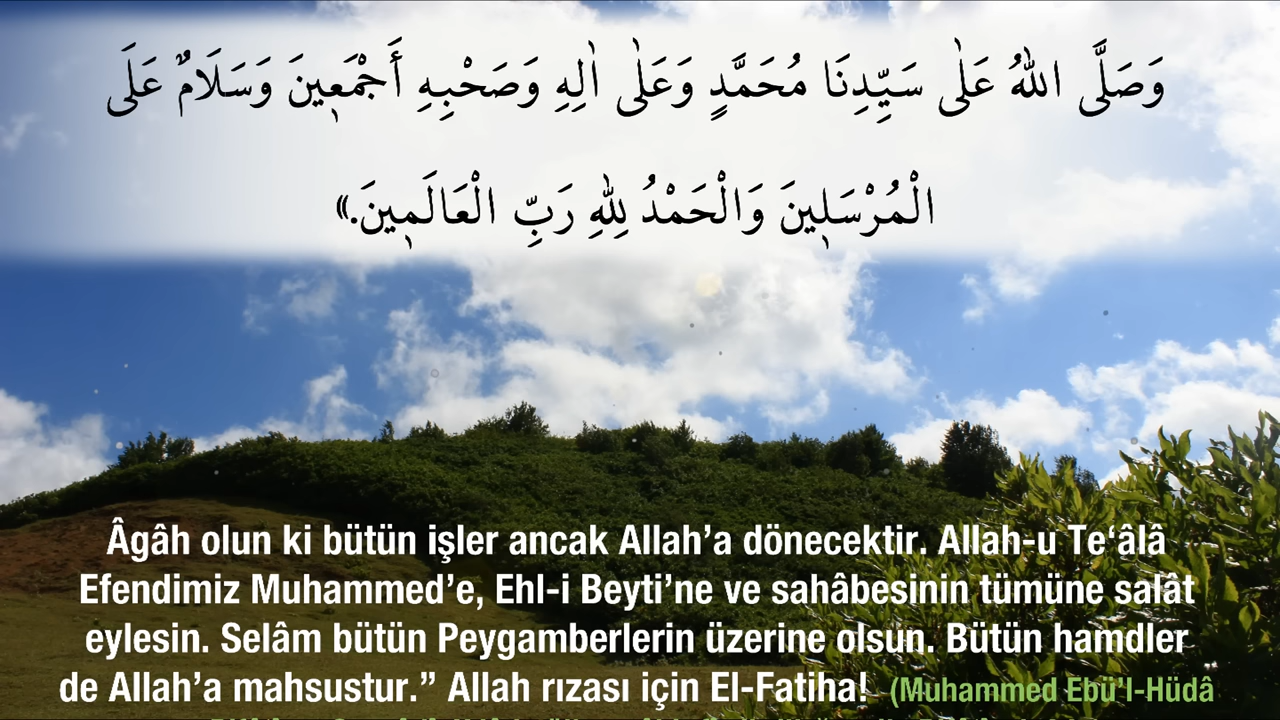 وَصَلَّى اللهُ عَلٰى سَيِّدِنَا مُحَمَّدٍ وَعَلٰى اٰلِهِ وَصَحْبِهِ أَجْمَعِينَ وَسَلَامٌ عَلَى
الْمُرْسَلِينَ وَالْحَمْدُ لِلّٰهِ رَبِّ الْعَالَمِينَ.»
Âgâh olun ki bütün işler ancak Allah’a dönecektir. Allah-u Te‘âlâ
Efendimiz Muhammed’e, Ehl-i Beyti’ne ve sahâbesinin tümüne salât
eylesin. Selâm bütün Peygamberlerin üzerine olsun. Bütün hamdler
de Allah’a mahsustur.” Allah rızası için El-Fatiha! (Muhammed Ebü’l-Hüdâ